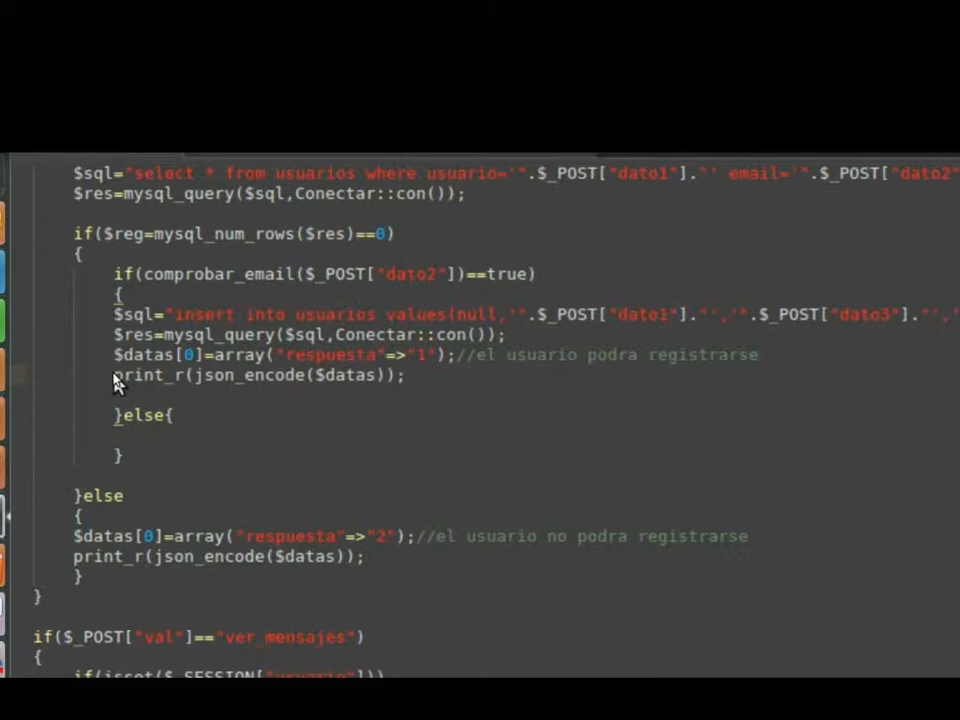 $sql="select * from usuarios where usuario='".$_POST["dato1"]."' email='".$_POST["dato2"
$res=mysql_query($sql,Conectar::con());
if($reg=mysql_num_rows($res)==0)
{
if(comprobar_email($_POST["dato2"])==true)
{
$sql="insert into usuarios values(null,'".$_POST["dato1"]."','".$_POST["dato3"]."','
$res=mysql_query($sql,Conectar::con());
$datas[0]=array("respuesta"=>"1");//el usuario podra registrarse
print_r(json_encode($datas));
}else{
}
}else
{
$datas[0]=array("respuesta"=>"2");//el usuario no podra registrarse
print_r(json_encode($datas));
}
}
if($_POST["val"]=="ver_mensajes")
{
if(isset($_SESSION["usuario"]))